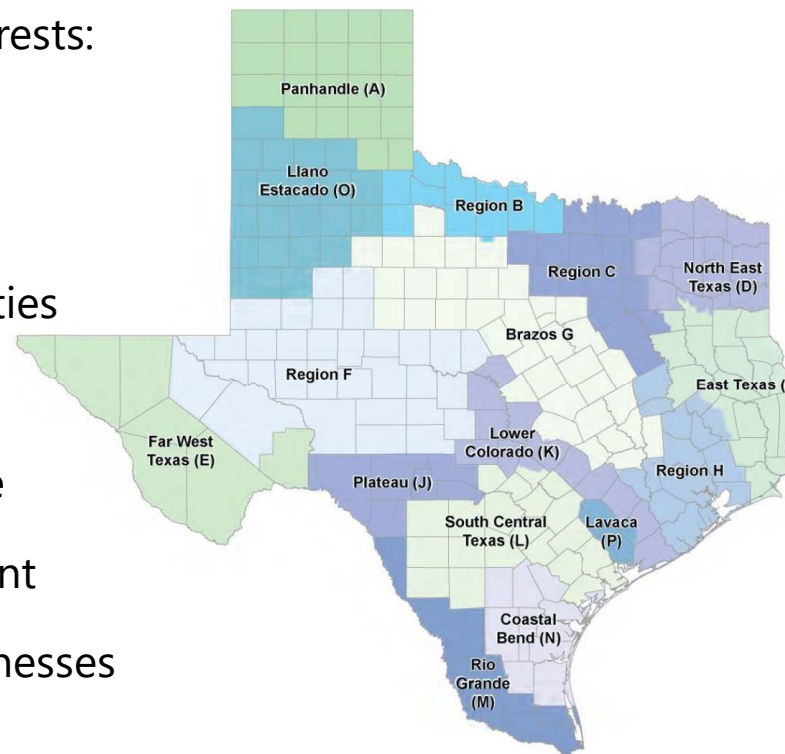 rests:
ties
e
nt
nesses
Panhandle (A)
Llano
Estacado (O)
Region B
Region C
North East
Texas (D)
Brazos G
Region F
East Texas (
Far West
Texas (E)
Lower
Colorado (K)
Region H
Plateau (J)
South Central
Texas (L)
Lavaca
(P)
Coastal
Bend (N)
Rio
Grande
(M)